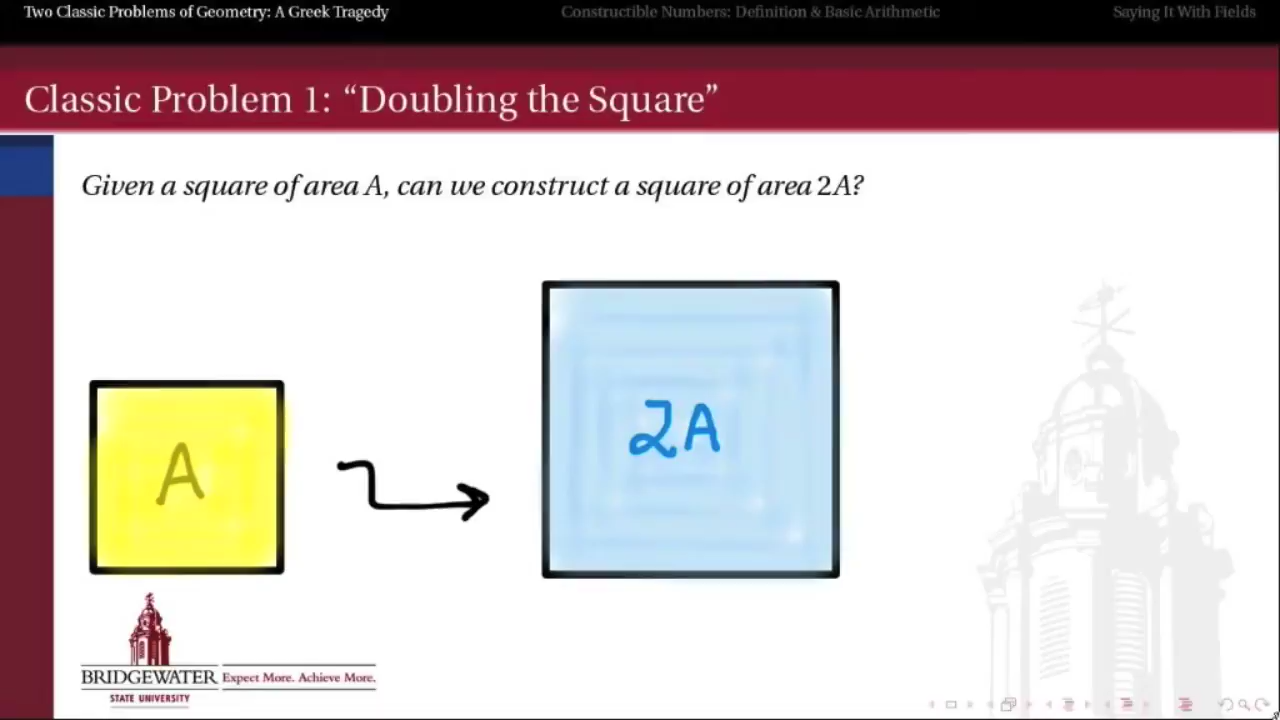 Two Classic Problems of Geometry: A Greek Tragedy
Constructible Numbers: Definition & Basic Arithmetic
Saying It With Fields
Classic Problem 1: “Doubling the Square”
Given a square of area A, can we construct a square of area 2A?
A
2A
BRIDGEWATER
STATE UNIVERSITY
Expect More. Achieve More.